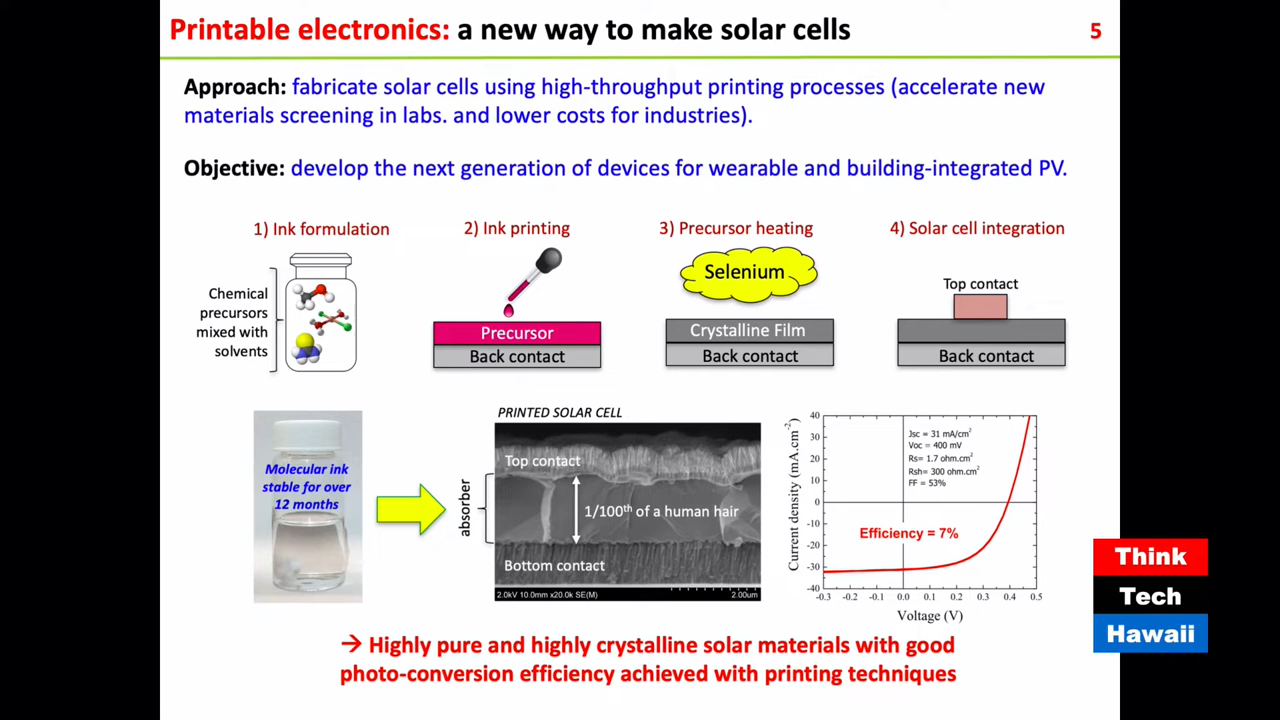 Printable electronics: a new way to make solar cells
5
Approach: fabricate solar cells using high-throughput printing processes (accelerate new
materials screening in labs. and lower costs for industries).
Objective: develop the next generation of devices for wearable and building-integrated PV.
1) Ink formulation
Chemical
precursors
mixed with
solvents
2) Ink printing
Precursor
Back contact
3) Precursor heating
Selenium
Crystalline Film
Back contact
4) Solar cell integration
Top contact
Back contact
Molecular ink
stable for over
12 months
PRINTED SOLAR CELL
absorber
Top contact
1/100th of a human hair
Bottom contact
2.0kV 10.0mm x20.0k SE(M)
2.00um
Current density (mA.cm-2)
40
30
20
10
0
-10
-20
-30
-40
Jsc = 31 mA/cm2
Voc = 400 mV
Rs= 1.7 ohm.cm2
Rsh= 300 ohm.cm2
FF = 53%
Efficiency = 7%
-0.3 -0.2 -0.1 0.0 0.1 0.2 0.3 0.4 0.5
Voltage (V)
→ Highly pure and highly crystalline solar materials with good
photo-conversion efficiency achieved with printing techniques
Think
Tech
Hawaii